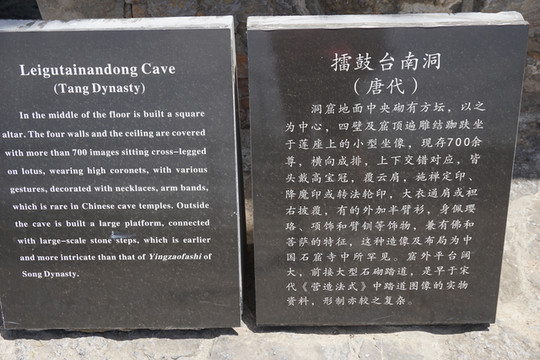 Leigutainandong Cave
(Tang Dynasty)
In the middle of the floor is built a square
altar. The four walls and the ceiling are covered
with more than 700 images sitting cross-legged
on lotus, wearing high coronets, with various
gestures, decorated with necklaces, arm bands,
which is rare in Chinese cave temples. Outside
the cave is built a large platform, connected
with large-scale stone steps, which is earlier
and more intricate than that of Yingzaofashi of
Song Dynasty.
擂鼓台南洞
（唐代）
洞窟地面中央砌有方坛，以之
为中心，四壁及窟顶遍雕结跏趺坐
于莲座上的小型坐像，现存700余
尊，横向成排，上下交错对应，皆
头戴高宝冠，覆云肩，施禅定印、
降魔印或转法轮印，大衣通肩或袒
右披覆，有的外加半臂衫，身佩璎
珞、项饰和臂钏等饰物，兼有佛和
菩萨的特征，这种造像及布局为中
国石窟寺中所罕见。窟外平台阔
大，前接大型石砌踏道，是早于宋
代《营造法式》中踏道图像的实物
资料，形制亦较之复杂。